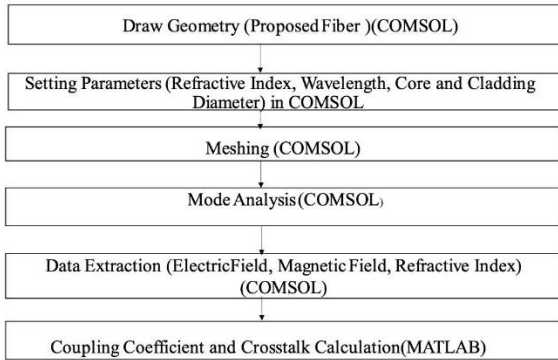 Draw Geometry (Proposed Fiber )(COMSOL)
Setting Parameters (Refractive Index, Wavelength, Core and Cladding
Diameter) in COMSOL
Meshing (COMSOL)
Mode Analysis (COMSOL)
Data Extraction (ElectricField, Magnetic Field, Refractive Index)
(COMSOL)
Coupling Coefficient and Crosstalk Calculation(MATLAB)